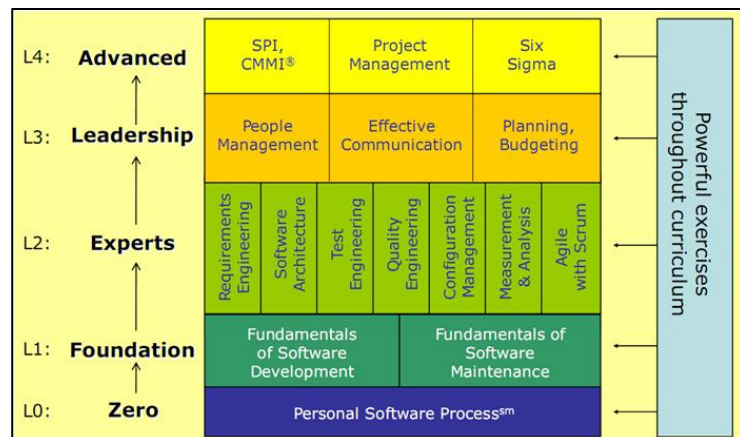 L4: Advanced
SPI,
CMMI®
Project
Management
Six
Sigma
L3: Leadership
People
Management
Effective
Communication
Planning,
Budgeting
L2: Experts
Requirements
Engineering
Software
Architecture
Test
Engineering
Quality
Engineering
Configuration
Management
Measurement
& Analysis
Agile
with Scrum
L1: Foundation
Fundamentals
of Software
Development
Fundamentals of
Software
Maintenance
L0: Zero
Personal Software Process℠
Powerful exercises
throughout curriculum